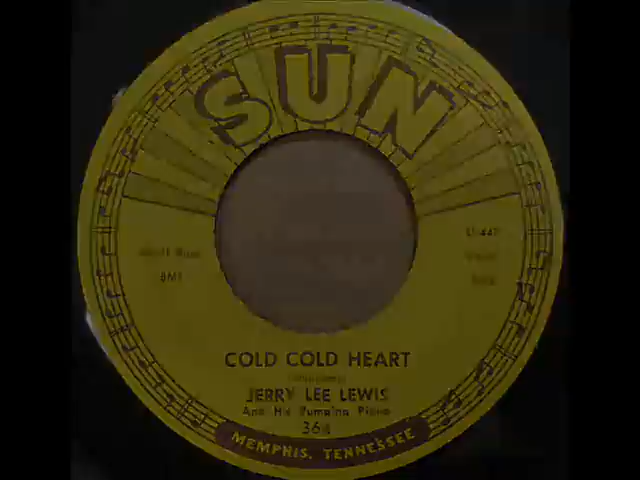 SUN
BMI
COLD COLD HEART
JERRY LEE LEWIS
And His Pumping Piano
364
MEMPHIS, TENNESSEE